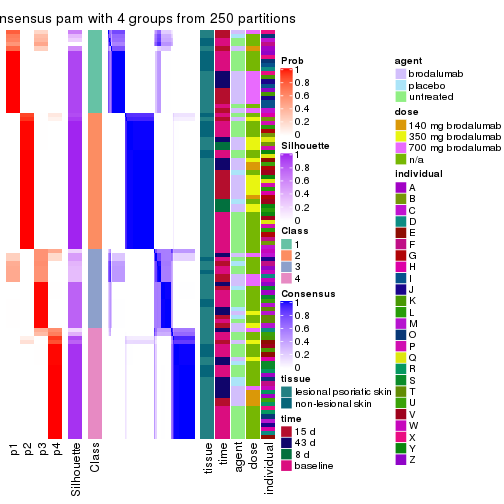 nsensus pam with 4 groups from 250 partitions
p1
p2
p3
p4
Silhouette
Class
tissue
time
agent
dose
individual
Prob
1
0.8
0.6
0.4
0.2
0
Silhouette
1
0.8
0.6
0.4
0.2
0
Class
1
2
3
4
Consensus
1
0.8
0.6
0.4
0.2
0
tissue
lesional psoriatic skin
non-lesional skin
time
15 d
43 d
8 d
baseline
agent
brodalumab
placebo
untreated
dose
140 mg brodalumab
350 mg brodalumab
700 mg brodalumab
n/a
individual
A
B
C
D
E
F
G
H
I
J
K
L
M
O
P
Q
R
S
T
U
V
W
X
Y
Z